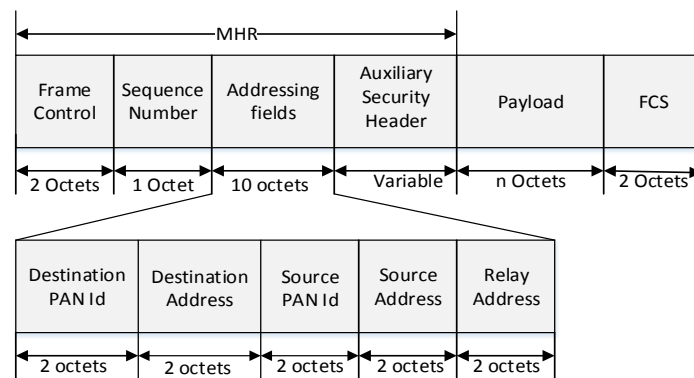 MHR
Frame
Control
Sequence
Number
Addressing
fields
Auxiliary
Security
Header
Payload
FCS
2 Octets
1 Octet
10 octets
Variable
n Octets
2 Octets
Destination
PAN Id
Destination
Address
Source
PAN Id
Source
Address
Relay
Address
2 octets
2 octets
2 octets
2 octets
2 octets